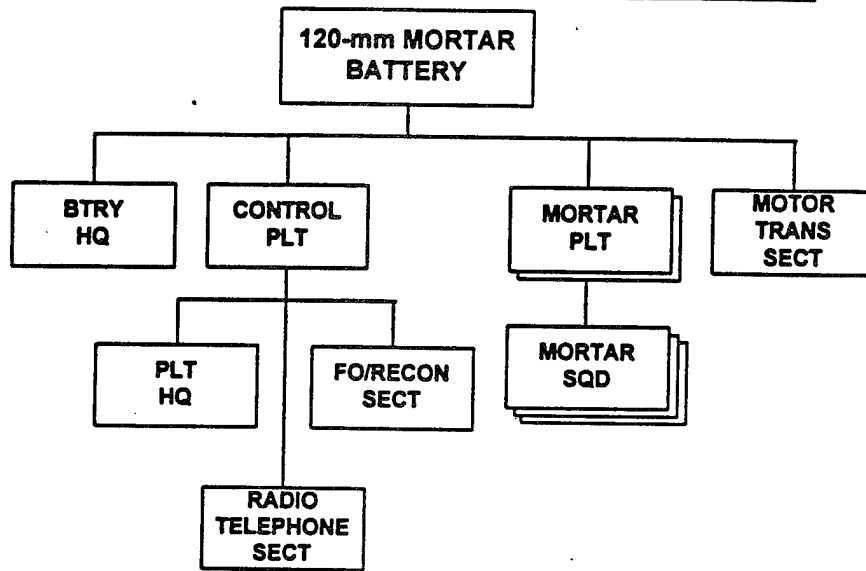 120-mm MORTAR
BATTERY
BTRY
HQ
CONTROL
PLT
MORTAR
PLT
MOTOR
TRANS
SECT
PLT
HQ
FO/RECON
SECT
MORTAR
SQD
RADIO
TELEPHONE
SECT